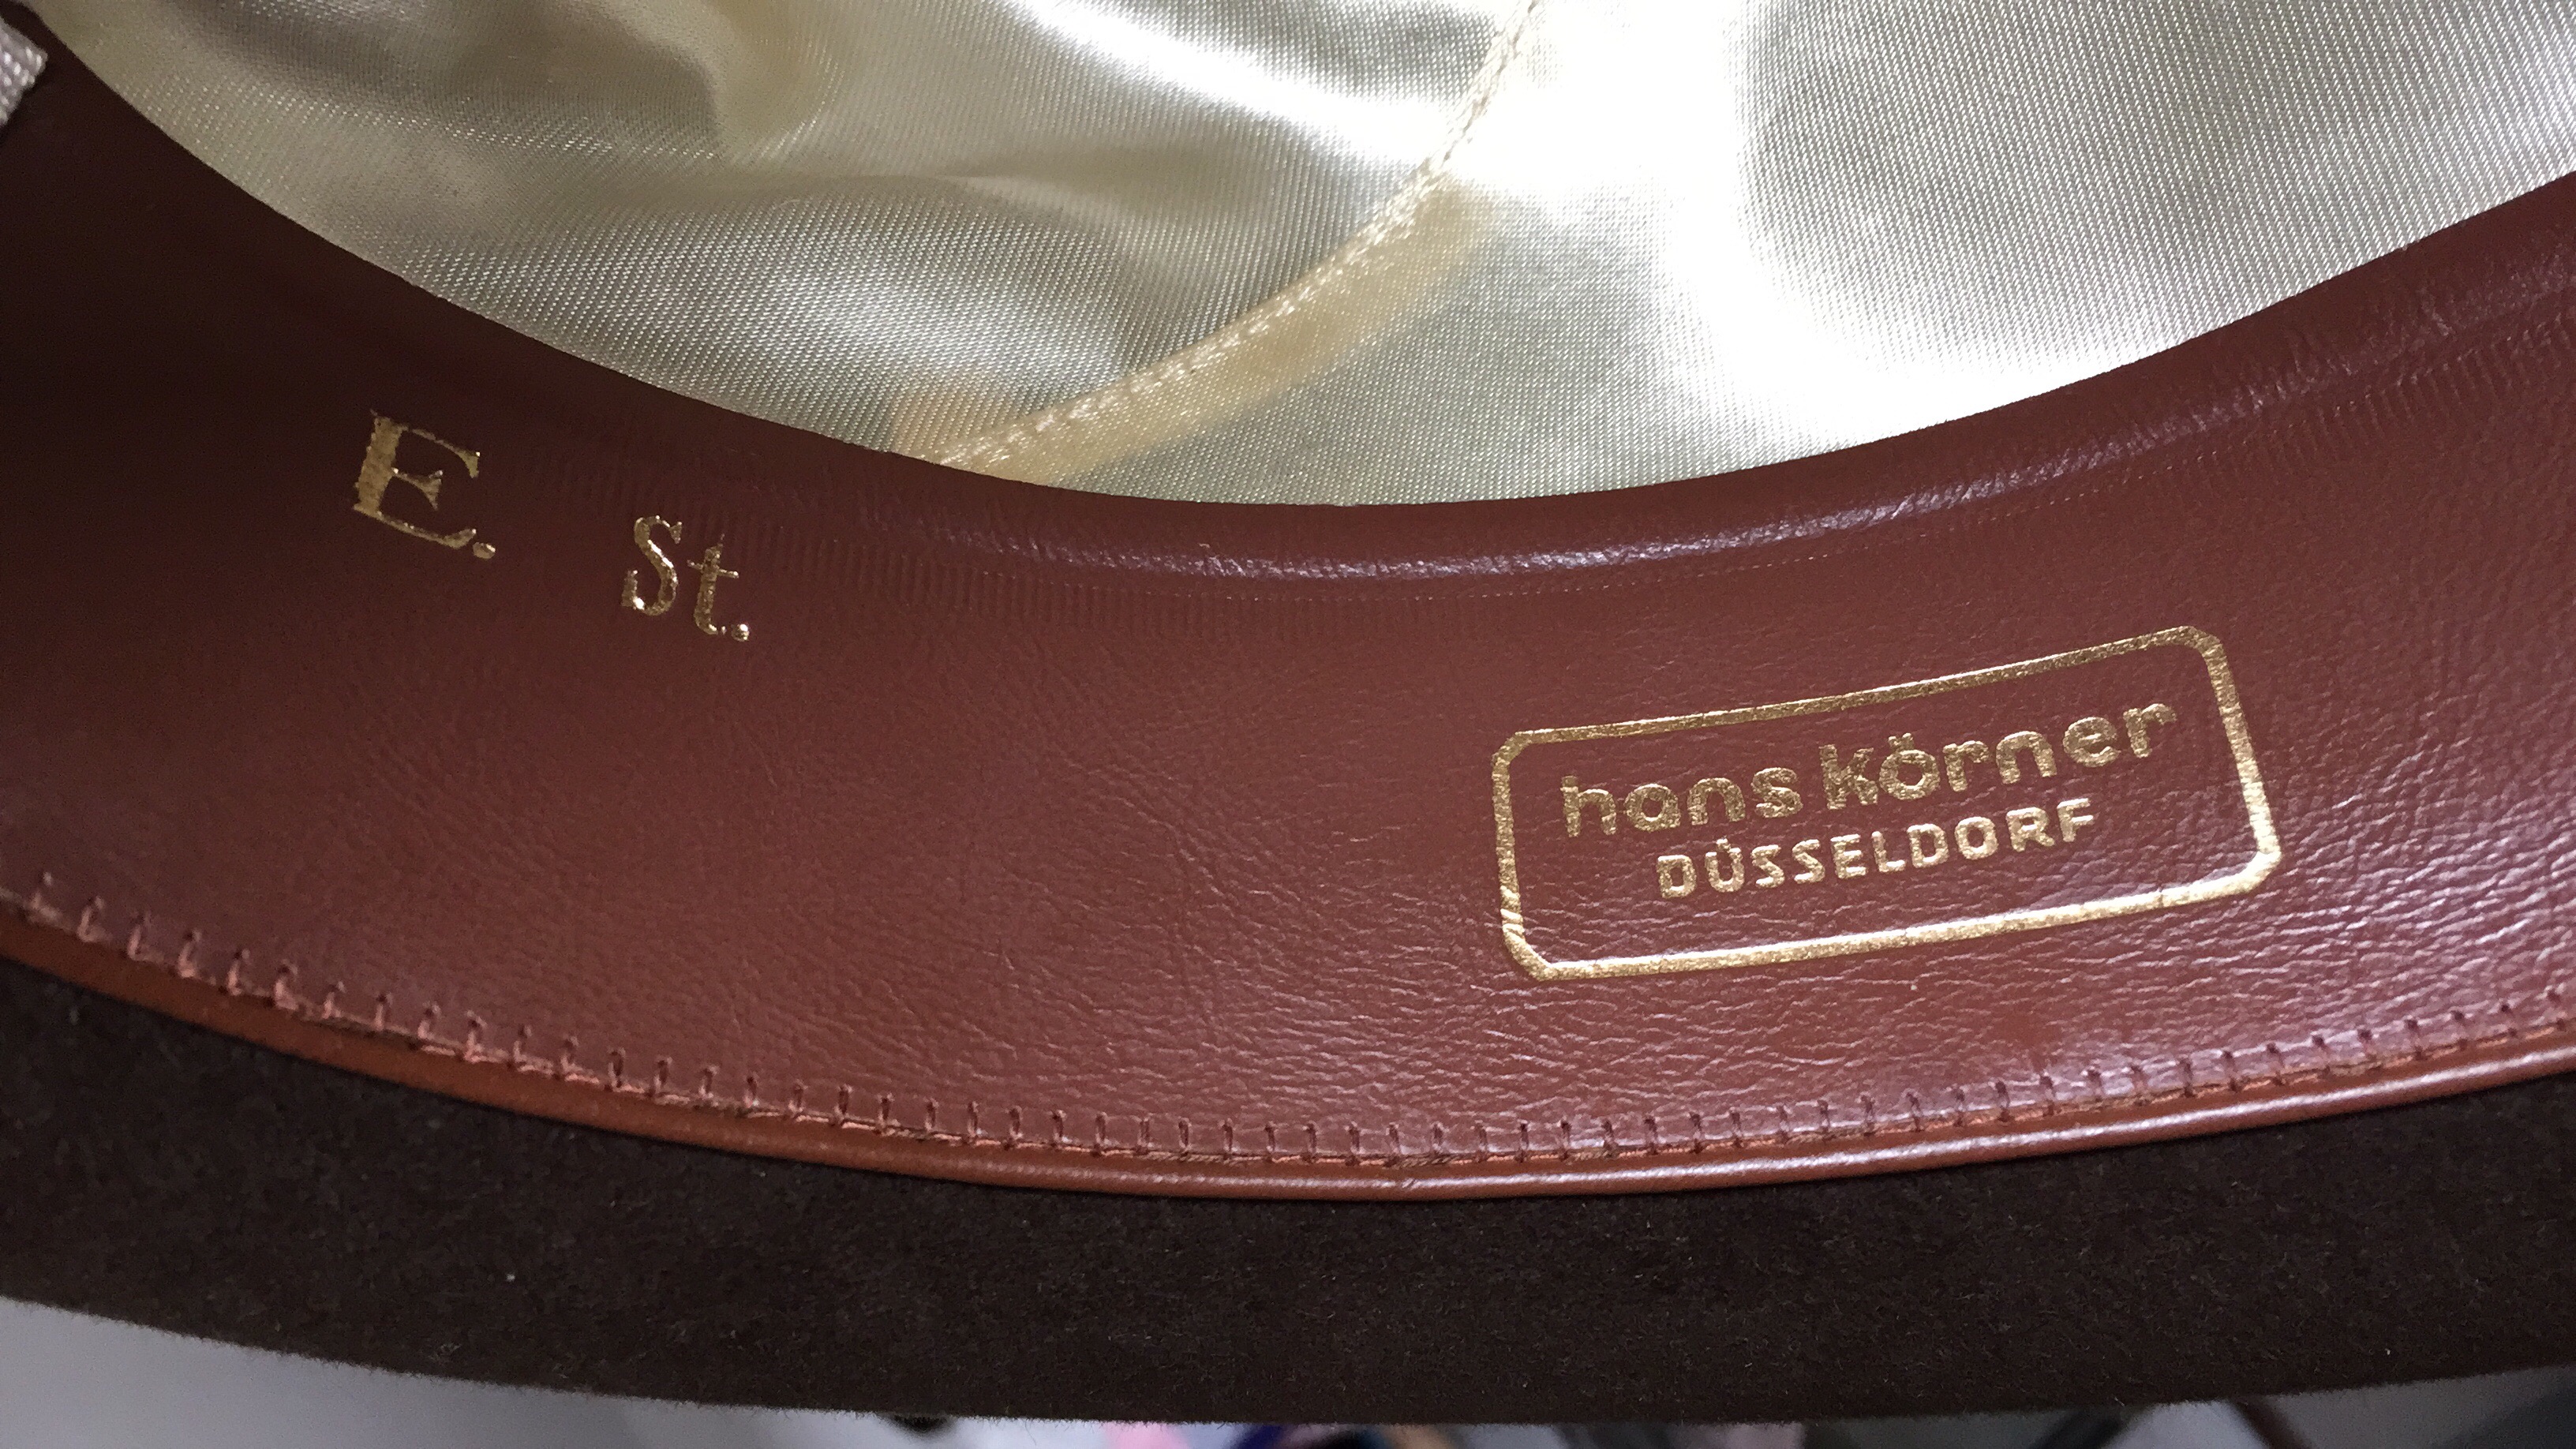 E. St.
hans körner
DÜSSELDORF